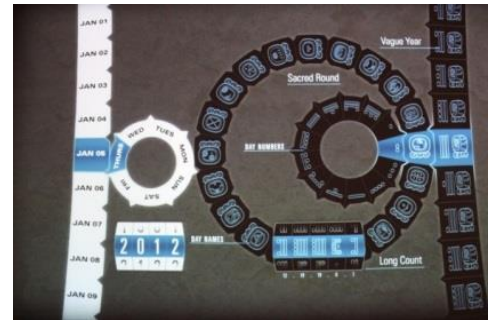 JAN 01
JAN 02
JAN 03
JAN 04
JAN 05
JAN 06
JAN 07
JAN 08
JAN 09
WED
TUES
MON
SUN
SAT
FRI
THURS
2012
Vague Year
Sacred Round
DAY NUMBERS
DAY NAMES
Long Count